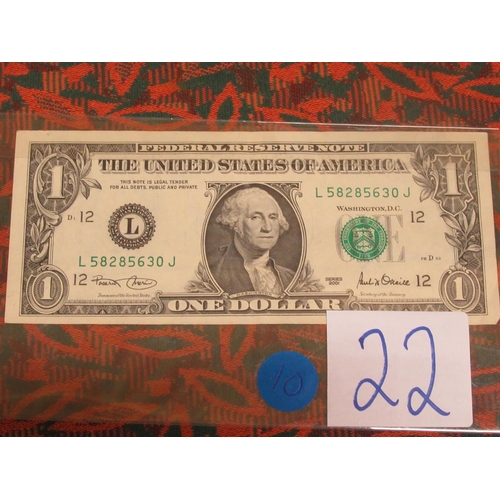 FEDERAL RESERVE NOTE
THE UNITED STATES OF AMERICA
1
1
THIS NOTE IS LEGAL TENDER
FOR ALL DEBTS, PUBLIC AND PRIVATE
L 58285630 J
WASHINGTON, D.C.
12
12
L
ONE
L 58285630 J
SERIES
2001
12
12
1
1
ONE DOLLAR
10
22